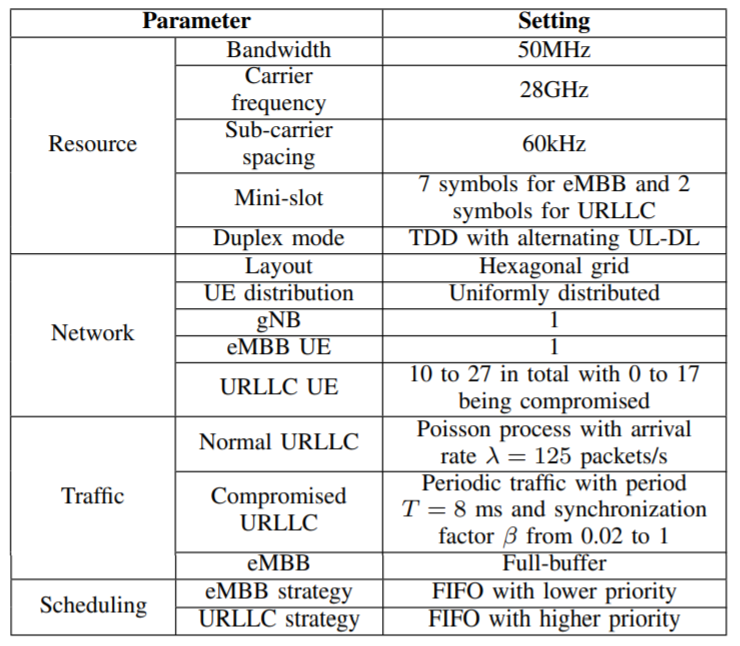 Parameter Setting
Resource
Bandwidth 50MHz
Carrier
frequency
28GHz
Sub-carrier
spacing
60kHz
Mini-slot
7 symbols for eMBB and 2
symbols for URLLC
Duplex mode TDD with alternating UL-DL
Network
Layout Hexagonal grid
UE distribution Uniformly distributed
gNB 1
eMBB UE 1
URLLC UE
10 to 27 in total with 0 to 17
being compromised
Traffic
Normal URLLC
Poisson process with arrival
rate λ = 125 packets/s
Compromised
URLLC
Periodic traffic with period
T = 8 ms and synchronization
factor β from 0.02 to 1
eMBB Full-buffer
Scheduling
eMBB strategy FIFO with lower priority
URLLC strategy FIFO with higher priority